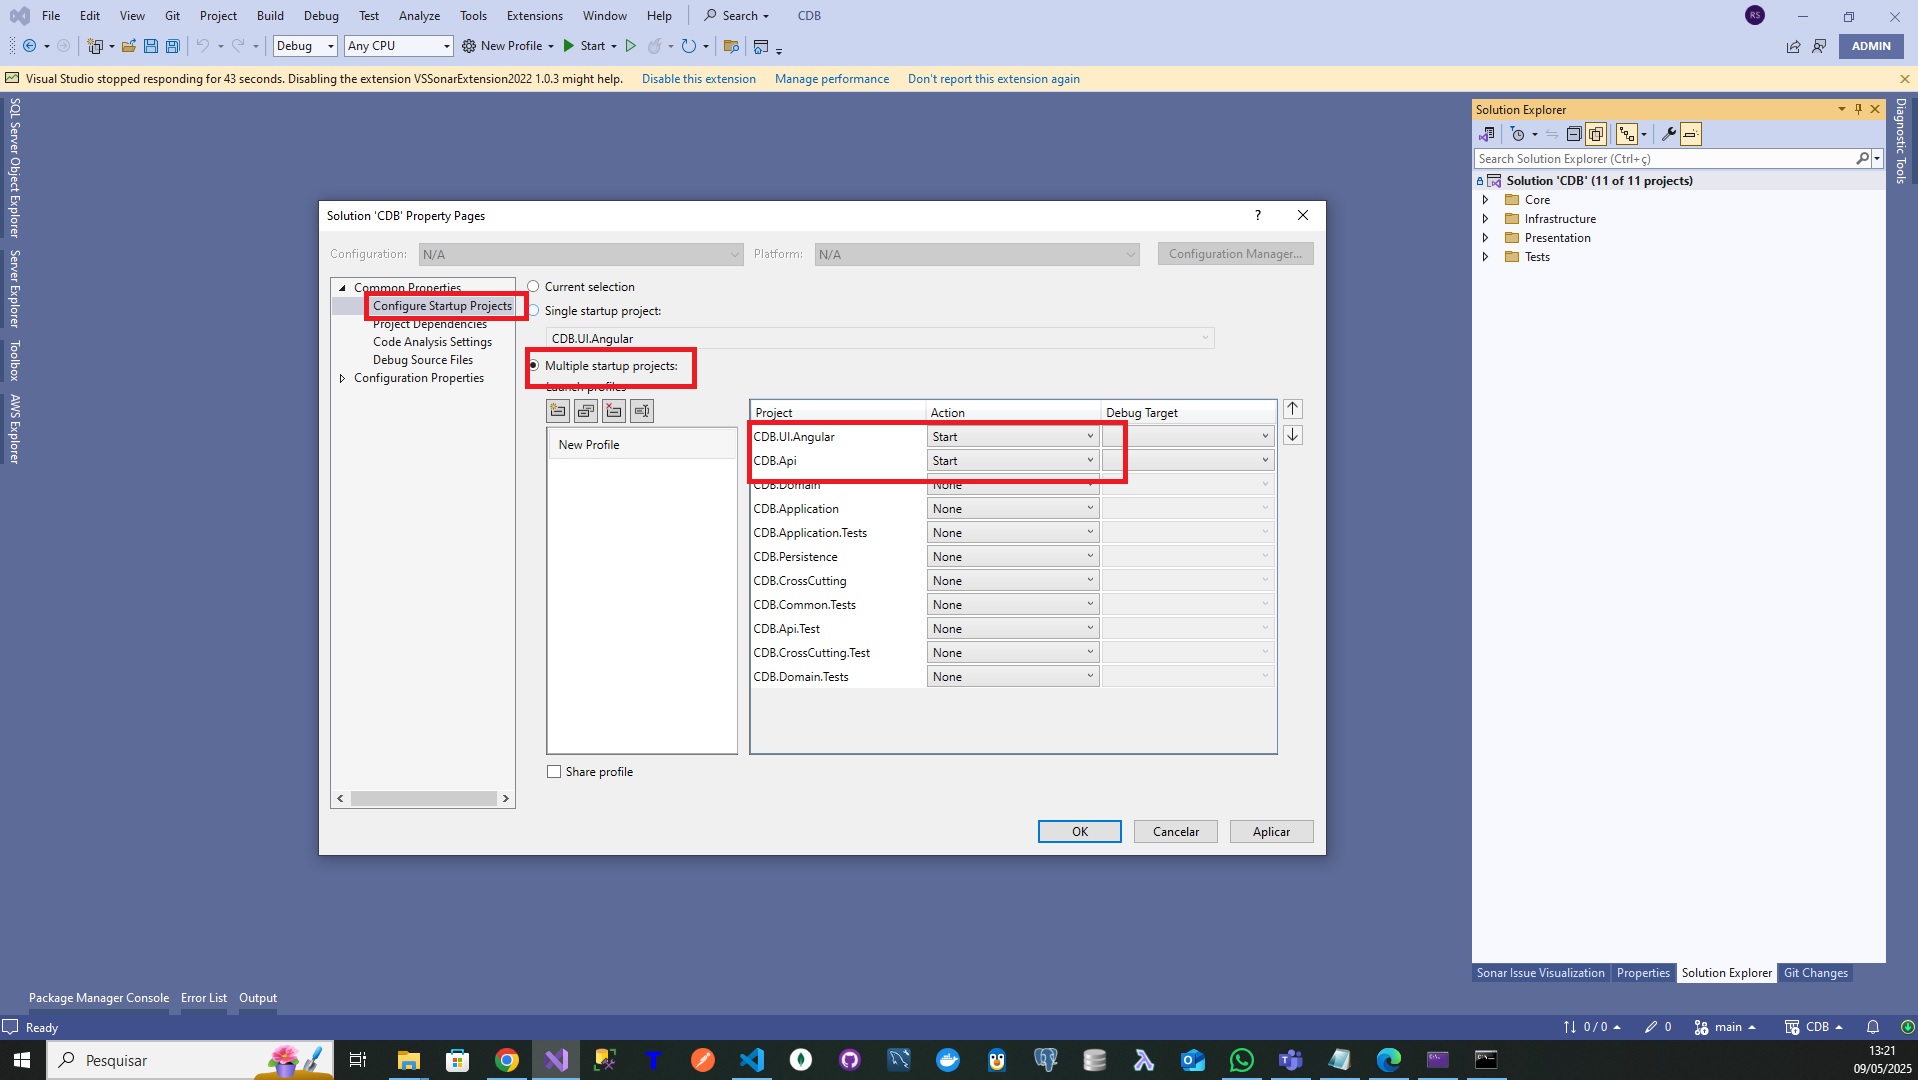 File Edit View Git Project Build Debug Test Analyze Tools Extensions Window Help Search CDB RS
Debug Any CPU New Profile Start ADMIN
Visual Studio stopped responding for 43 seconds. Disabling the extension VSSonarExtension2022 1.0.3 might help. Disable this extension Manage performance Don't report this extension again
SQL Server Object Explorer
Server Explorer
Toolbox
AWS Explorer
Solution 'CDB' Property Pages ?
Configuration: N/A Platform: N/A Configuration Manager...
Common Properties
Configure Startup Projects
Project Dependencies
Code Analysis Settings
Debug Source Files
Configuration Properties
Current selection
Single startup project:
CDB.UI.Angular
Multiple startup projects:
Launch profiles
New Profile
Project Action Debug Target
CDB.UI.Angular Start
CDB.Api Start
CDB.Domain None
CDB.Application None
CDB.Application.Tests None
CDB.Persistence None
CDB.CrossCutting None
CDB.Common.Tests None
CDB.Api.Test None
CDB.CrossCutting.Test None
CDB.Domain.Tests None
Share profile
OK Cancelar Aplicar
Solution Explorer
Search Solution Explorer (Ctrl+ç)
Solution 'CDB' (11 of 11 projects)
Core
Infrastructure
Presentation
Tests
Diagnostic Tools
Sonar Issue Visualization Properties Solution Explorer Git Changes
Package Manager Console Error List Output
Ready 0 / 0 0 main CDB
Pesquisar
13:21
09/05/2025